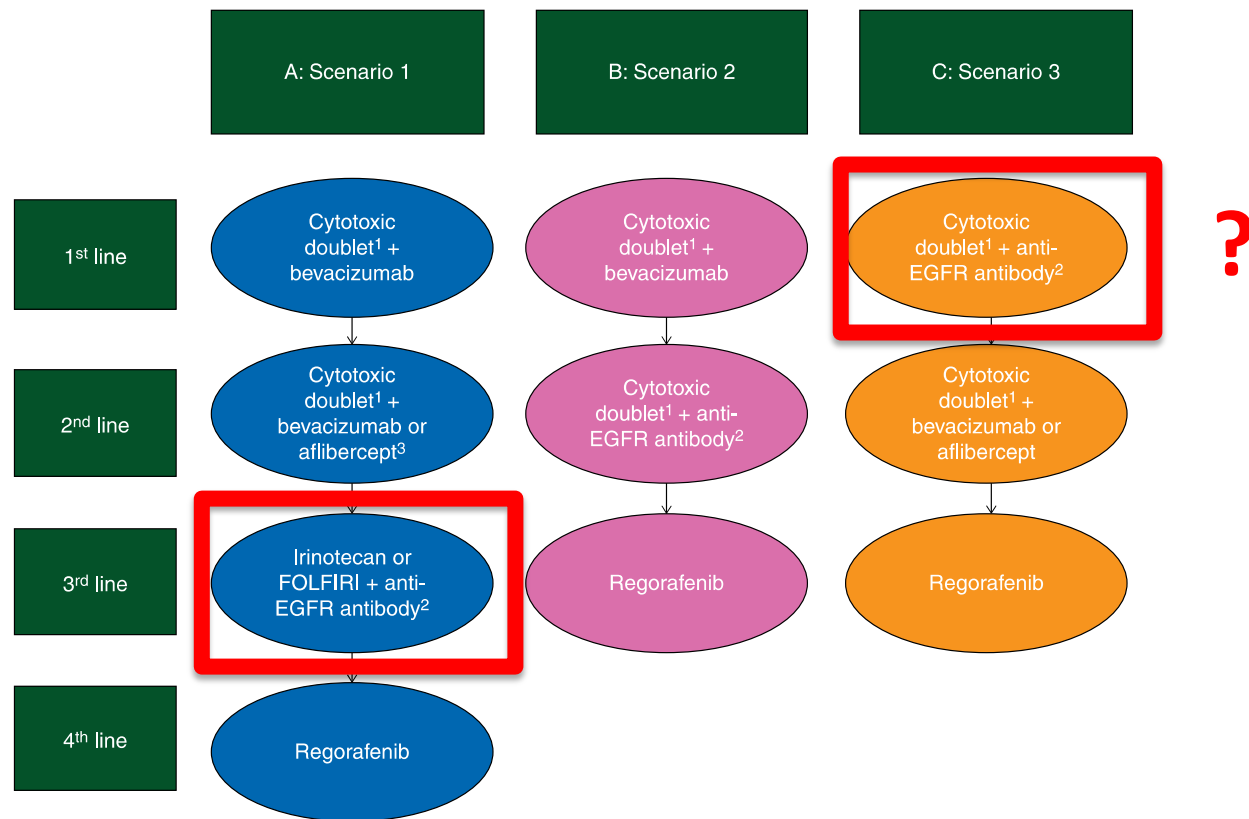 A: Scenario 1
B: Scenario 2
C: Scenario 3
1st line
Cytotoxic
doublet¹ +
bevacizumab
Cytotoxic
doublet¹ +
bevacizumab
Cytotoxic
doublet¹ + anti-
EGFR antibody²
?
2nd line
Cytotoxic
doublet¹ +
bevacizumab or
aflibercept³
Cytotoxic
doublet¹ + anti-
EGFR antibody²
Cytotoxic
doublet¹ +
bevacizumab or
aflibercept
3rd line
Irinotecan or
FOLFIRI + anti-
EGFR antibody²
Regorafenib
Regorafenib
4th line
Regorafenib